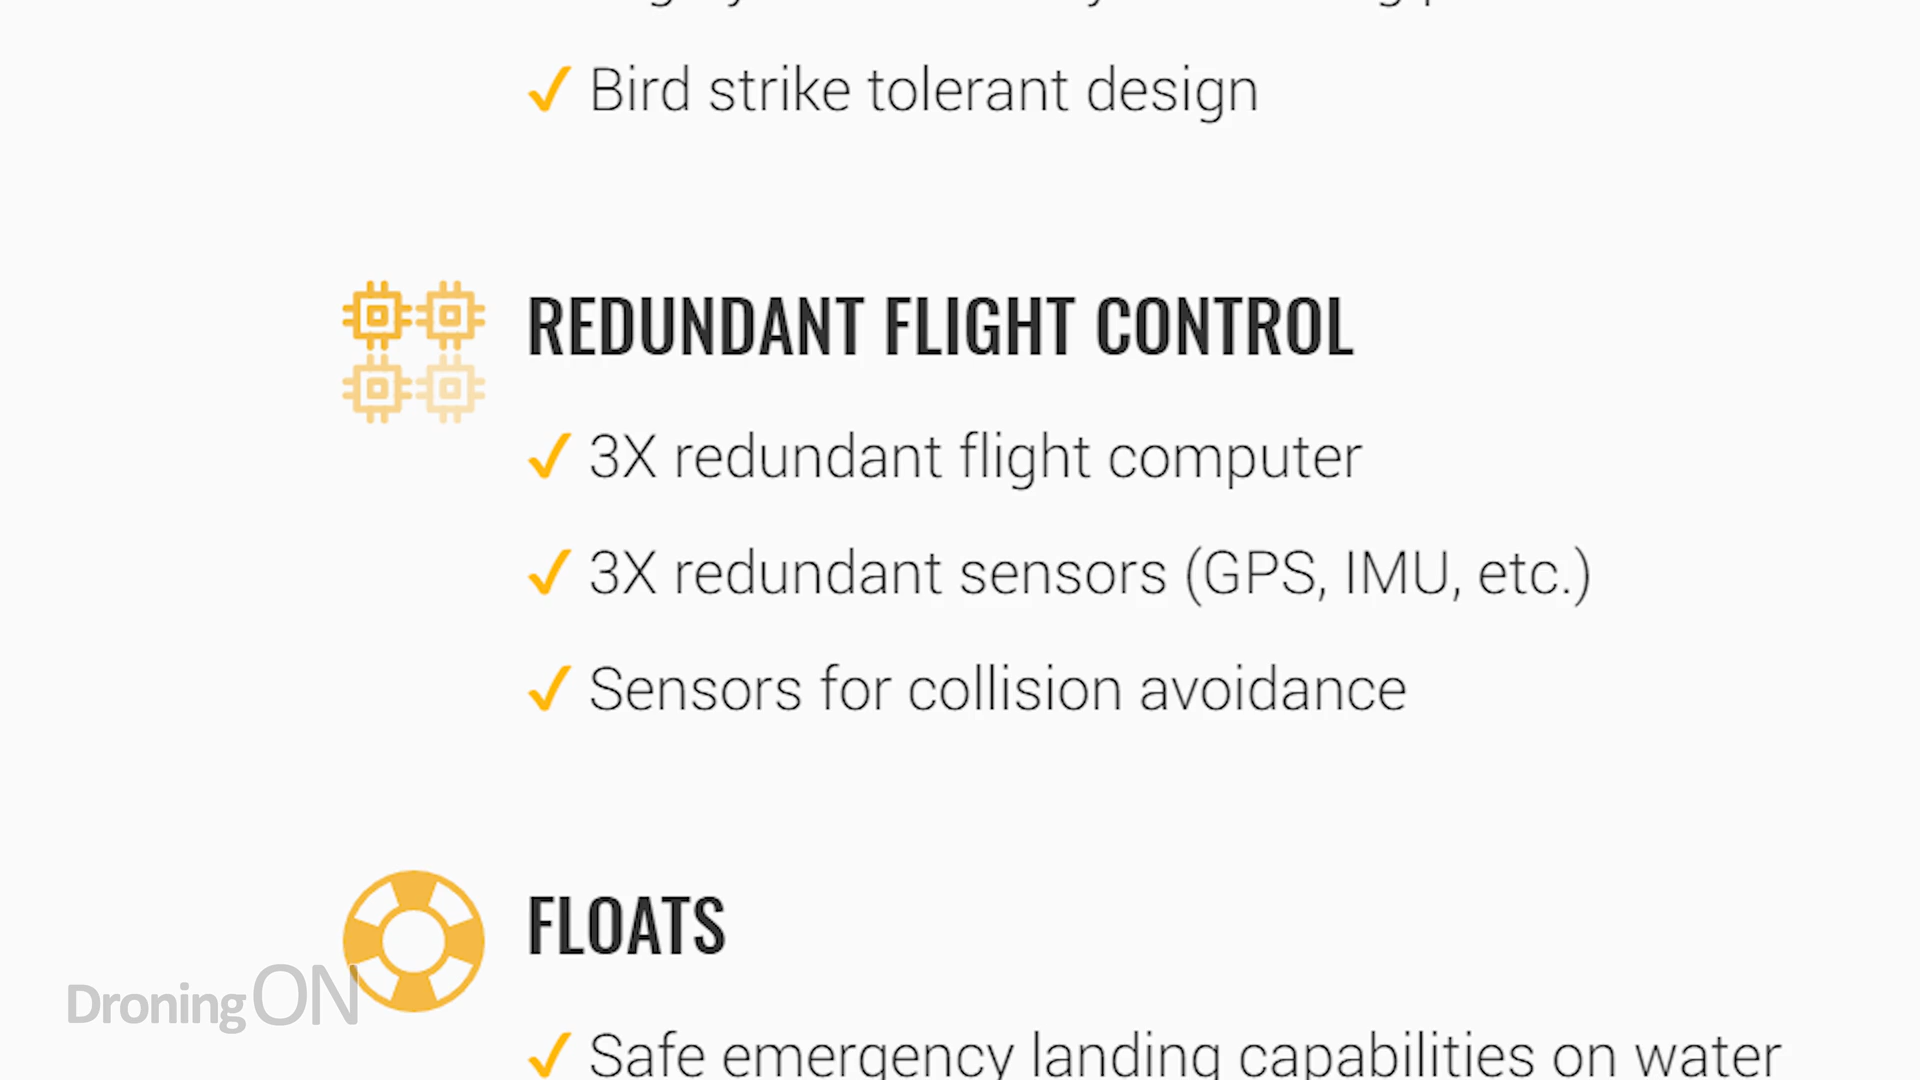 Bird strike tolerant design
REDUNDANT FLIGHT CONTROL
3X redundant flight computer
3X redundant sensors (GPS, IMU, etc.)
Sensors for collision avoidance
FLOATS
DroningON
Safe emergency landing capabilities on water